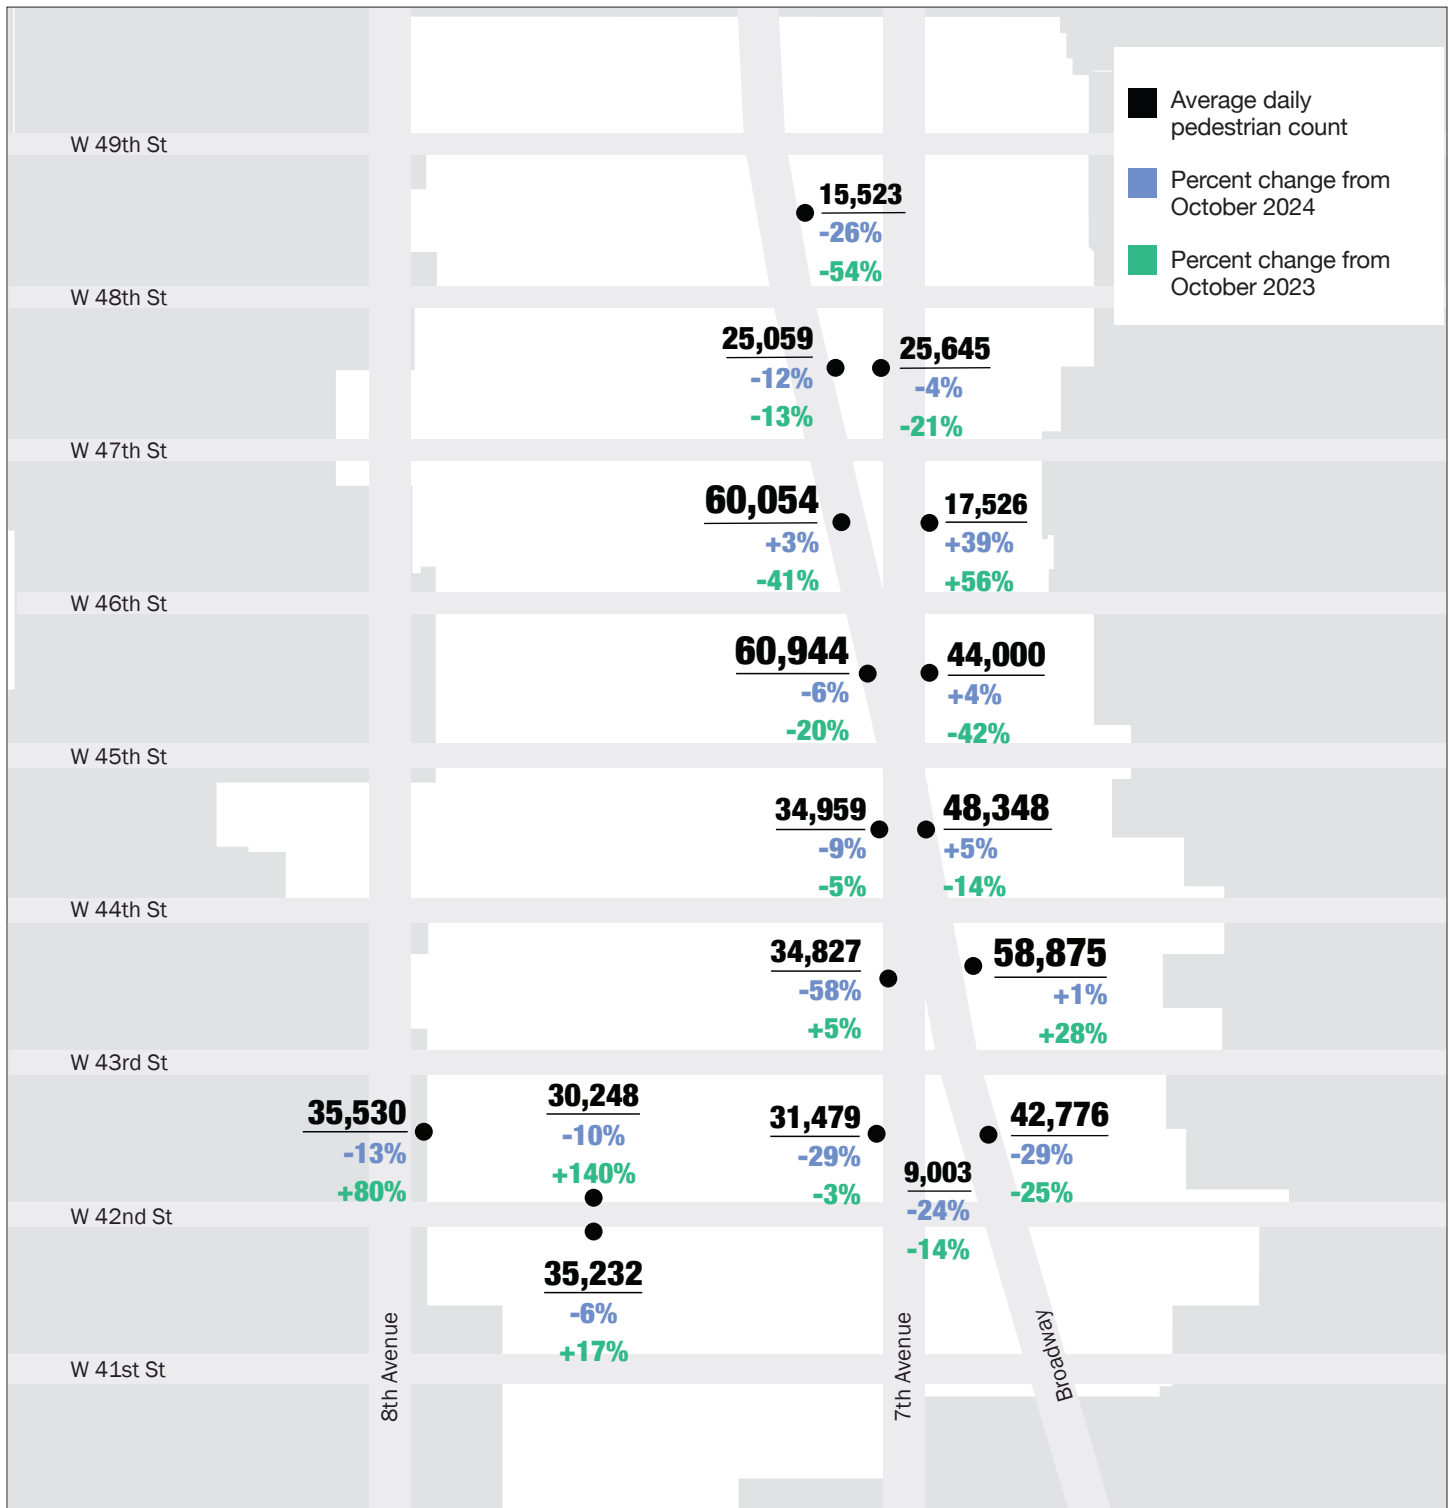 Average daily
pedestrian count
Percent change from
October 2024
Percent change from
October 2023
W 49th St
15,523
-26%
-54%
W 48th St
25,059
-12%
-13%
25,645
-4%
-21%
W 47th St
60,054
+3%
-41%
17,526
+39%
+56%
W 46th St
60,944
-6%
-20%
44,000
+4%
-42%
W 45th St
34,959
-9%
-5%
48,348
+5%
-14%
W 44th St
34,827
-58%
+5%
58,875
+1%
+28%
W 43rd St
35,530
-13%
+80%
30,248
-10%
+140%
31,479
-29%
-3%
9,003
-24%
-14%
42,776
-29%
-25%
W 42nd St
35,232
-6%
+17%
W 41st St
8th Avenue
7th Avenue
Broadway